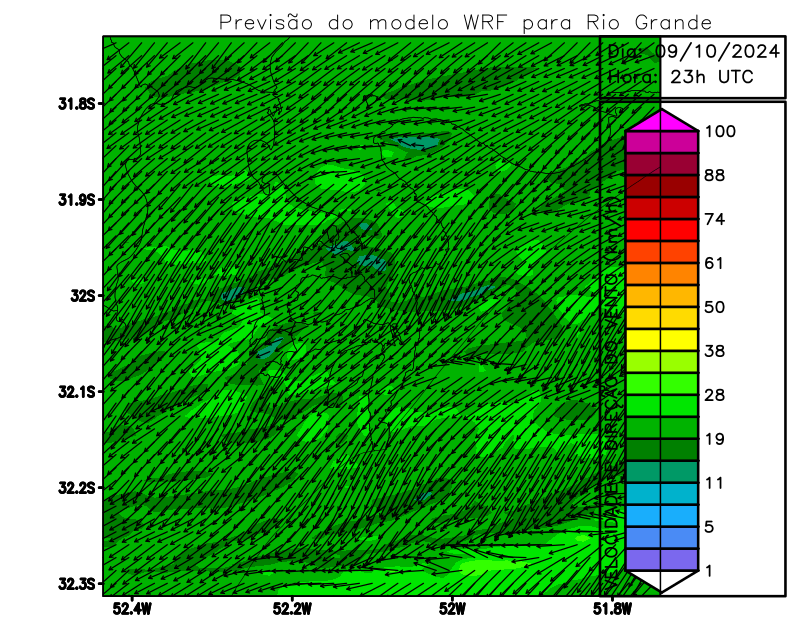 Previsão do modelo WRF para Rio Grande
Dia: 09/10/2024
Hora: 23h UTC
31.8S
31.9S
32S
32.1S
32.2S
32.3S
52.4W
52.2W
52W
51.8W
VELOCIDADE E DIREÇÃO DO VENTO (km/h)
100
88
74
61
50
38
28
19
11
5
1